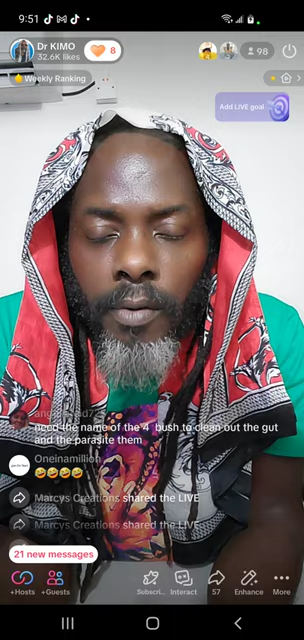 9:51
Dr KIMO
32.6K likes
8
98
Weekly Ranking
Add LIVE goal
need the name of the 4 bush to clean out the gut
and the parasite them
Oneinamillion
Marcys Creations shared the LIVE
Marcys Creations shared the LIVE
21 new messages
+Hosts
+Guests
Subscri...
Interact
57
Enhance
More